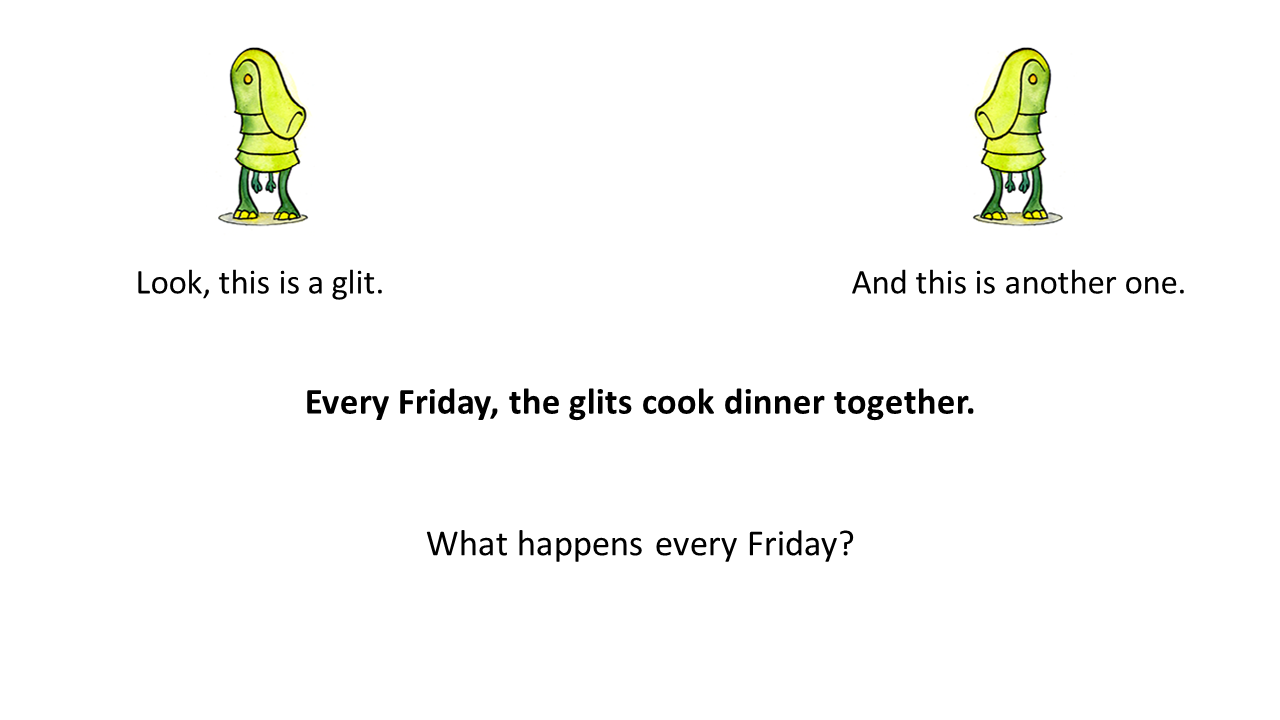 Look, this is a glit.
And this is another one.
Every Friday, the glits cook dinner together.
What happens every Friday?